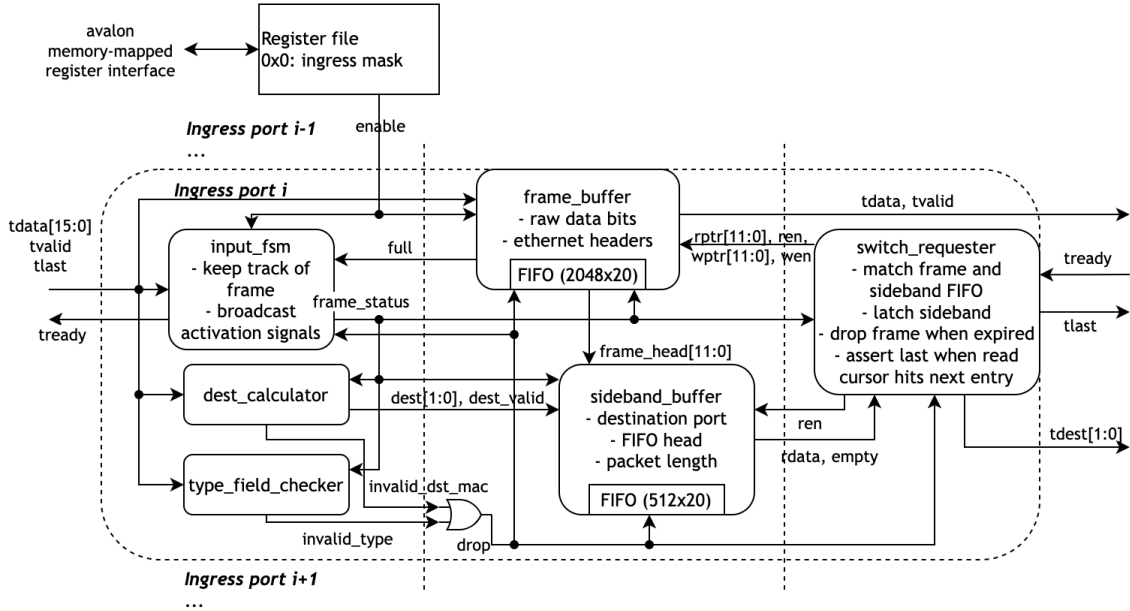 avalon
memory-mapped
register interface
Register file
0x0: ingress mask
enable
Ingress port i-1
...
Ingress port i
tdata[15:0]
tvalid
tlast
tready
input_fsm
- keep track of
frame
- broadcast
activation signals
full
frame_status
frame_buffer
- raw data bits
- ethernet headers
FIFO (2048x20)
tdata, tvalid
rptr[11:0], ren,
wptr[11:0], wen
switch_requester
- match frame and
sideband FIFO
- latch sideband
- drop frame when expired
- assert last when read
cursor hits next entry
tready
tlast
frame_head[11:0]
dest_calculator
dest[1:0], dest_valid
sideband_buffer
- destination port
- FIFO head
- packet length
FIFO (512x20)
ren
rdata, empty
tdest[1:0]
type_field_checker
invalid_dst_mac
invalid_type
drop
Ingress port i+1
...